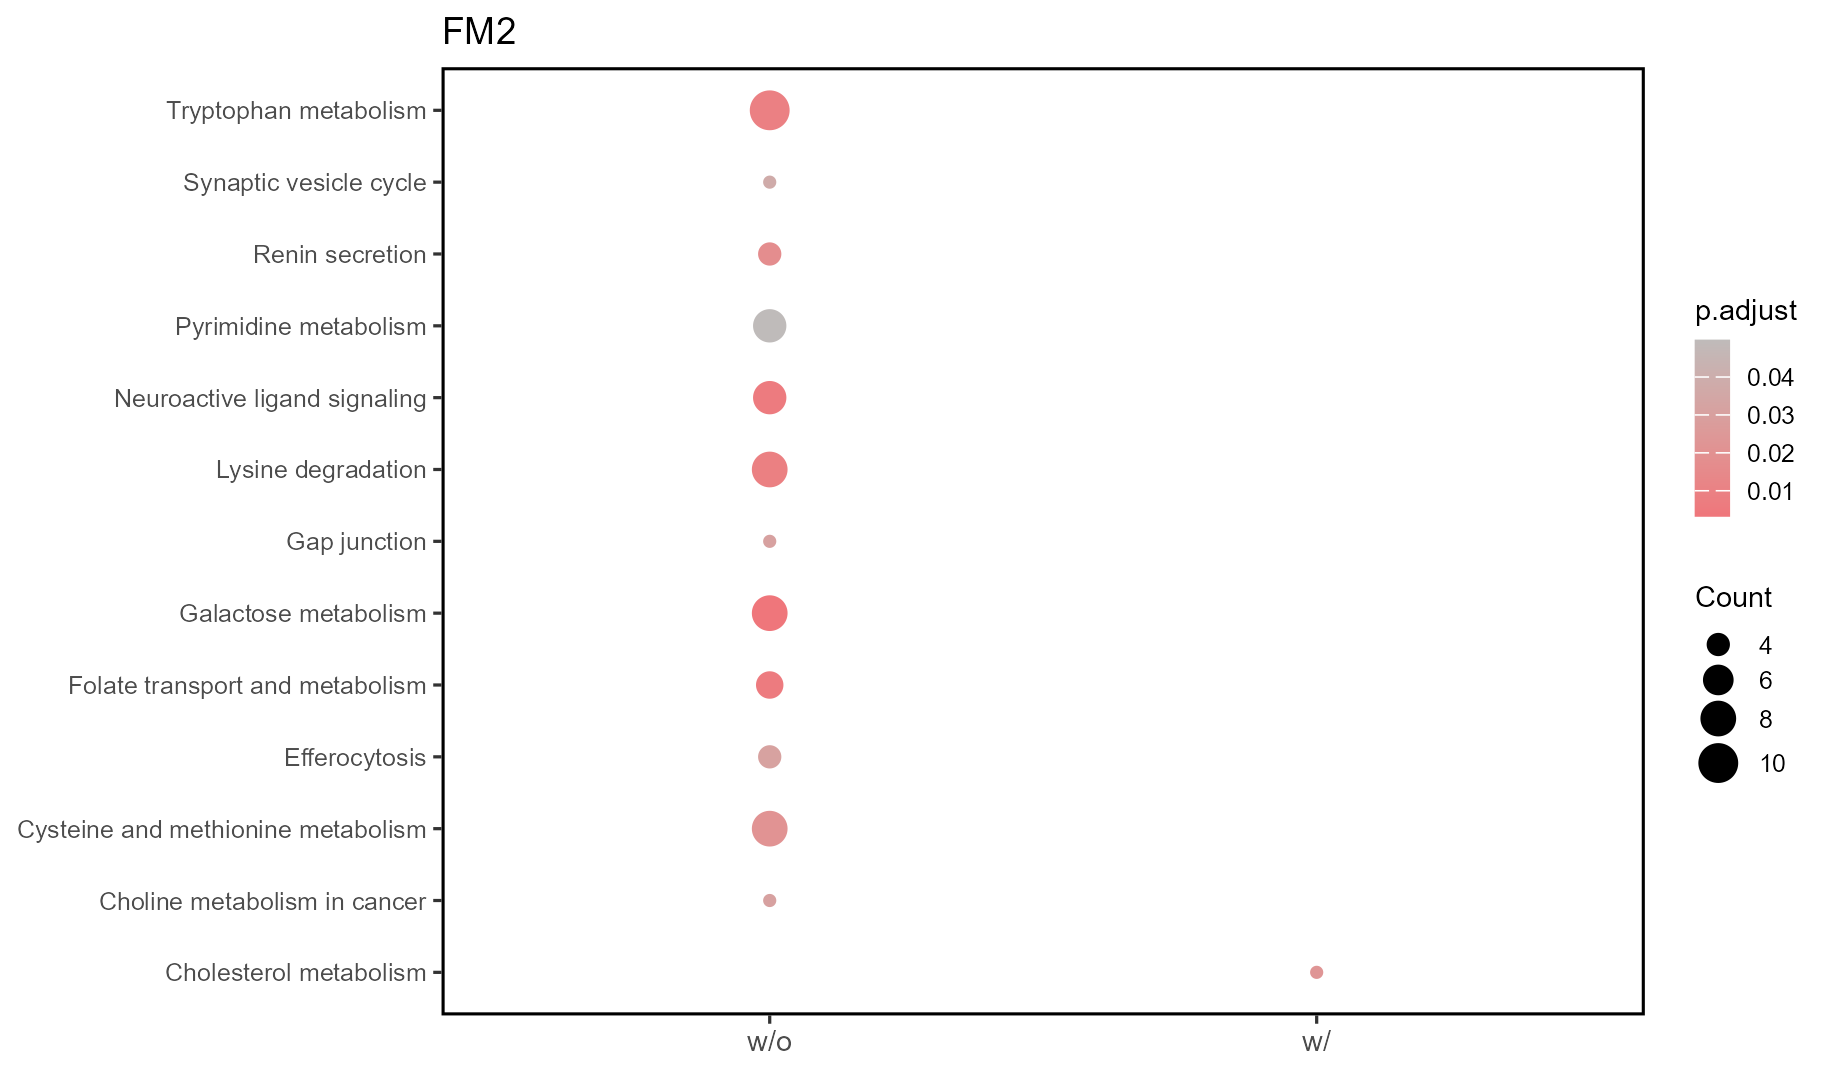 FM2
Tryptophan metabolism
Synaptic vesicle cycle
Renin secretion
Pyrimidine metabolism
Neuroactive ligand signaling
Lysine degradation
Gap junction
Galactose metabolism
Folate transport and metabolism
Efferocytosis
Cysteine and methionine metabolism
Choline metabolism in cancer
Cholesterol metabolism
w/o
w/
p.adjust
0.04
0.03
0.02
0.01
Count
4
6
8
10